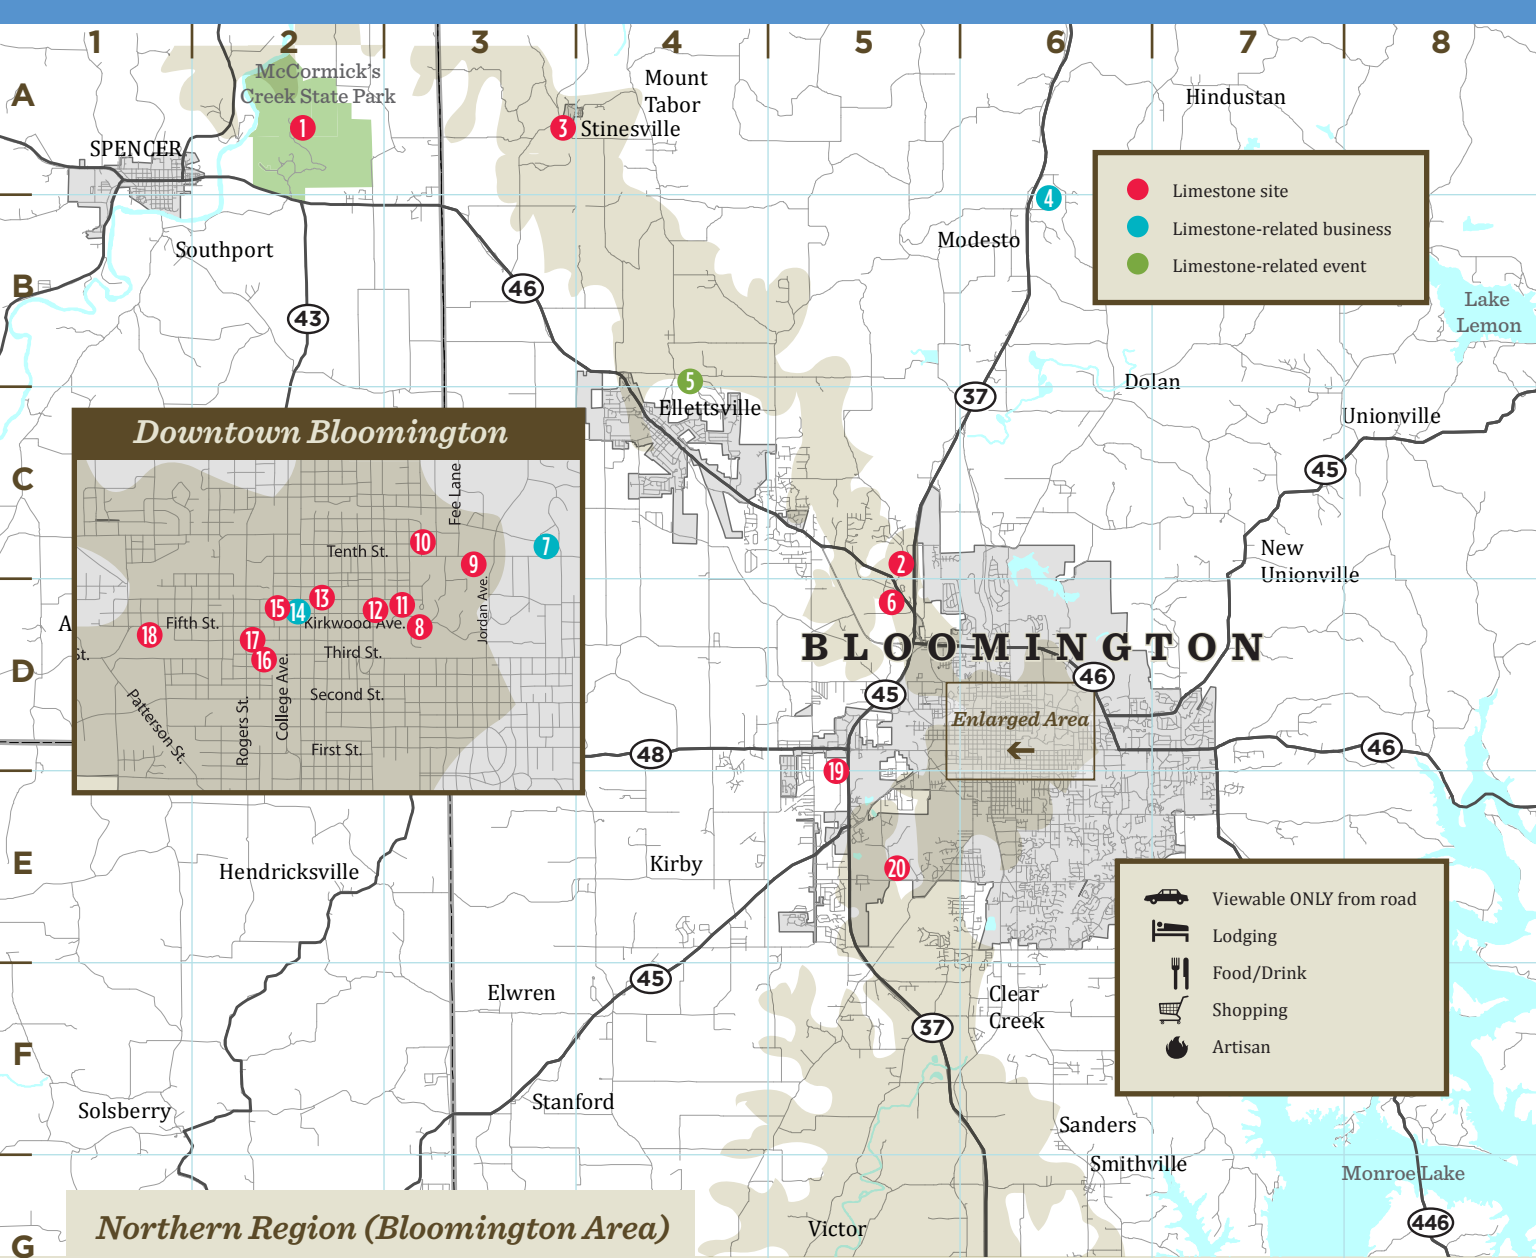 1 2 3 4 5 6 7 8
A
McCormick's
Creek State Park
1
SPENCER
3
Stinesville
Mount
Tabor
Hindustan
Limestone site
Limestone-related business
Limestone-related event
4
Modesto
Southport
B
46
43
Lake
Lemon
5
Ellettsville
37
Dolan
Unionville
45
Downtown Bloomington
C
Fee Lane
Tenth St.
10
9
7
Jordan Ave.
15
14
13
12
11
8
Fifth St.
Kirkwood Ave.
18
17
16
Third St.
A
St.
Second St.
Patterson St.
Rogers St.
College Ave.
First St.
2
6
New
Unionville
BLOOMINGTON
D
45
46
Enlarged Area
48
46
19
E
Hendricksville
Kirby
20
Viewable ONLY from road
Lodging
Food/Drink
Shopping
Artisan
45
Elwren
Clear
Creek
37
F
Solsberry
Stanford
Sanders
Smithville
Monroe Lake
446
Victor
Northern Region (Bloomington Area)
G